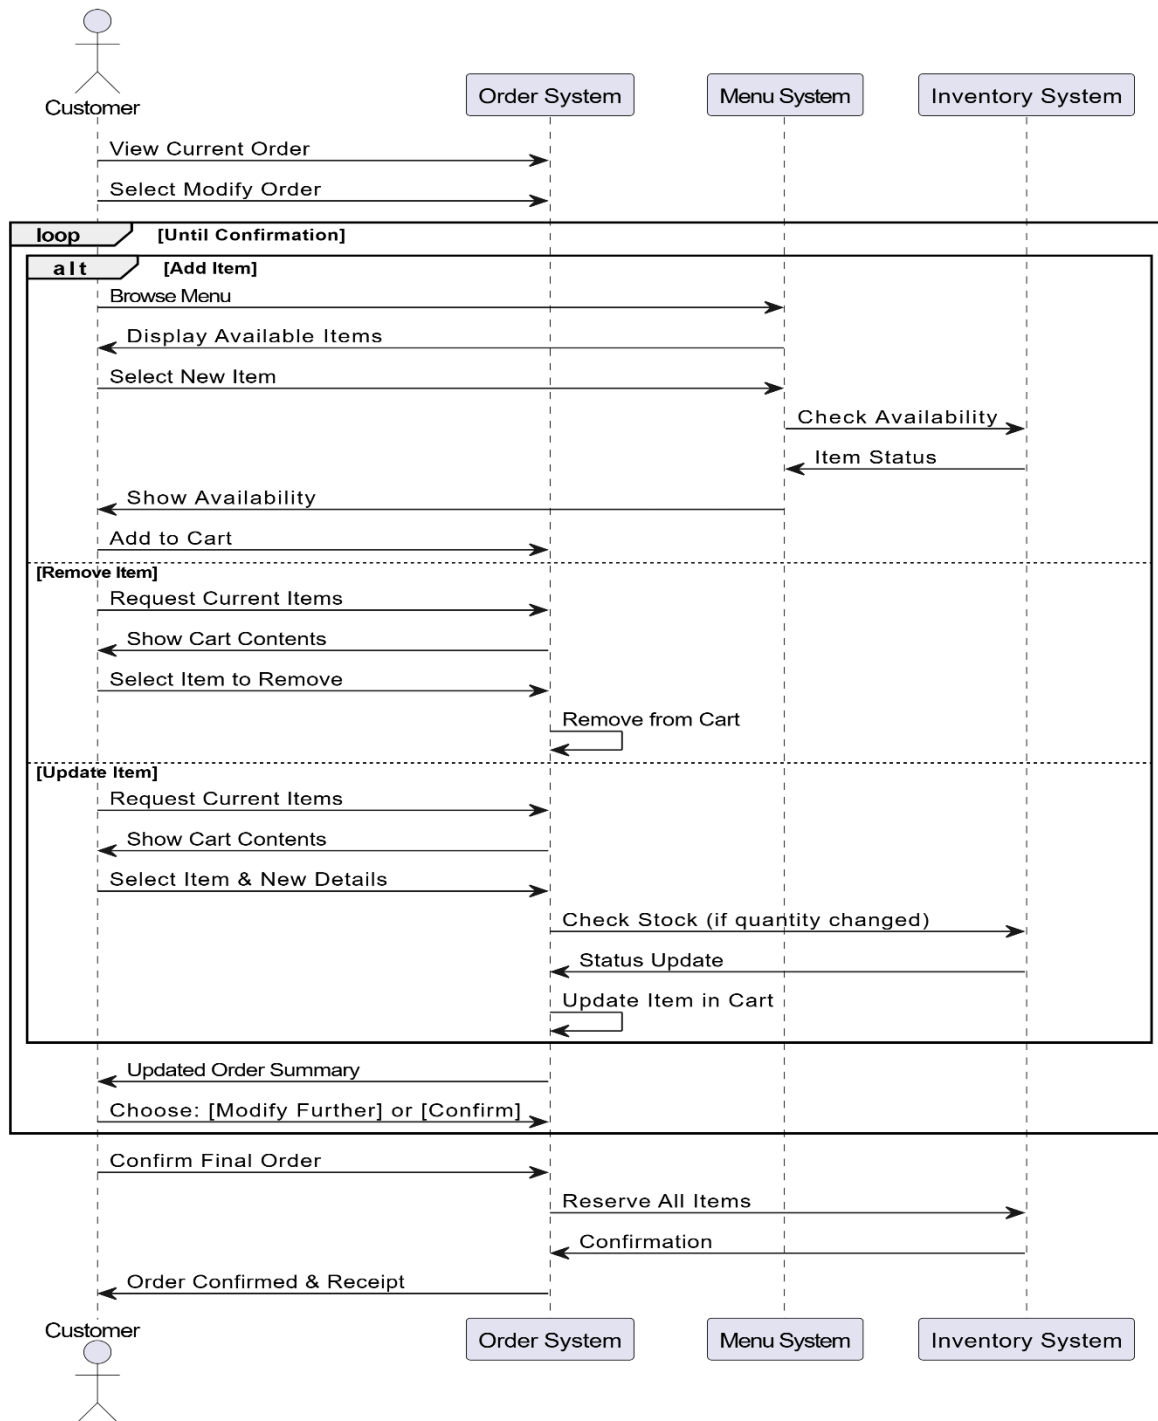 Customer
Order System
Menu System
Inventory System
View Current Order
Select Modify Order
loop
[Until Confirmation]
alt
[Add Item]
Browse Menu
Display Available Items
Select New Item
Check Availability
Item Status
Show Availability
Add to Cart
[Remove Item]
Request Current Items
Show Cart Contents
Select Item to Remove
Remove from Cart
[Update Item]
Request Current Items
Show Cart Contents
Select Item & New Details
Check Stock (if quantity changed)
Status Update
Update Item in Cart
Updated Order Summary
Choose: [Modify Further] or [Confirm]
Confirm Final Order
Reserve All Items
Confirmation
Order Confirmed & Receipt
Customer
Order System
Menu System
Inventory System